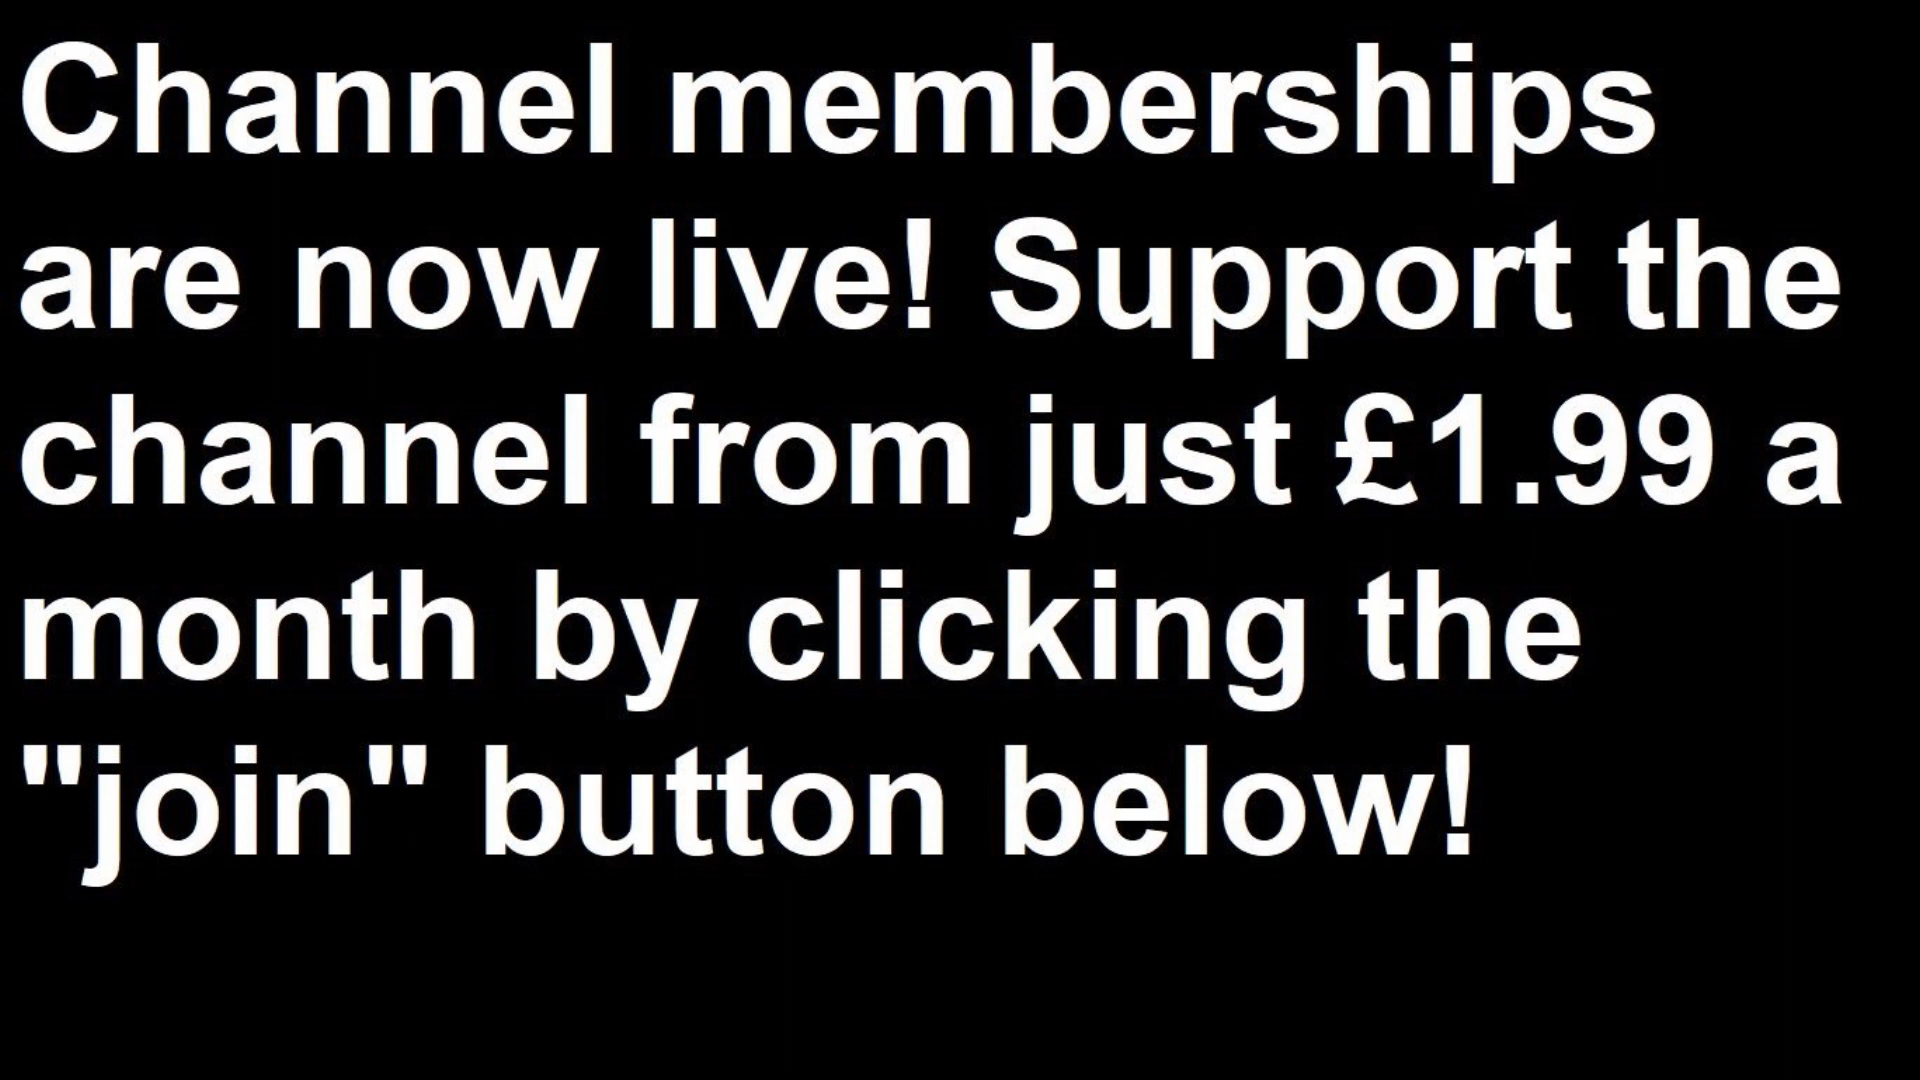 Channel memberships
are now live! Support the
channel from just £1.99 a
month by clicking the
"join" button below!